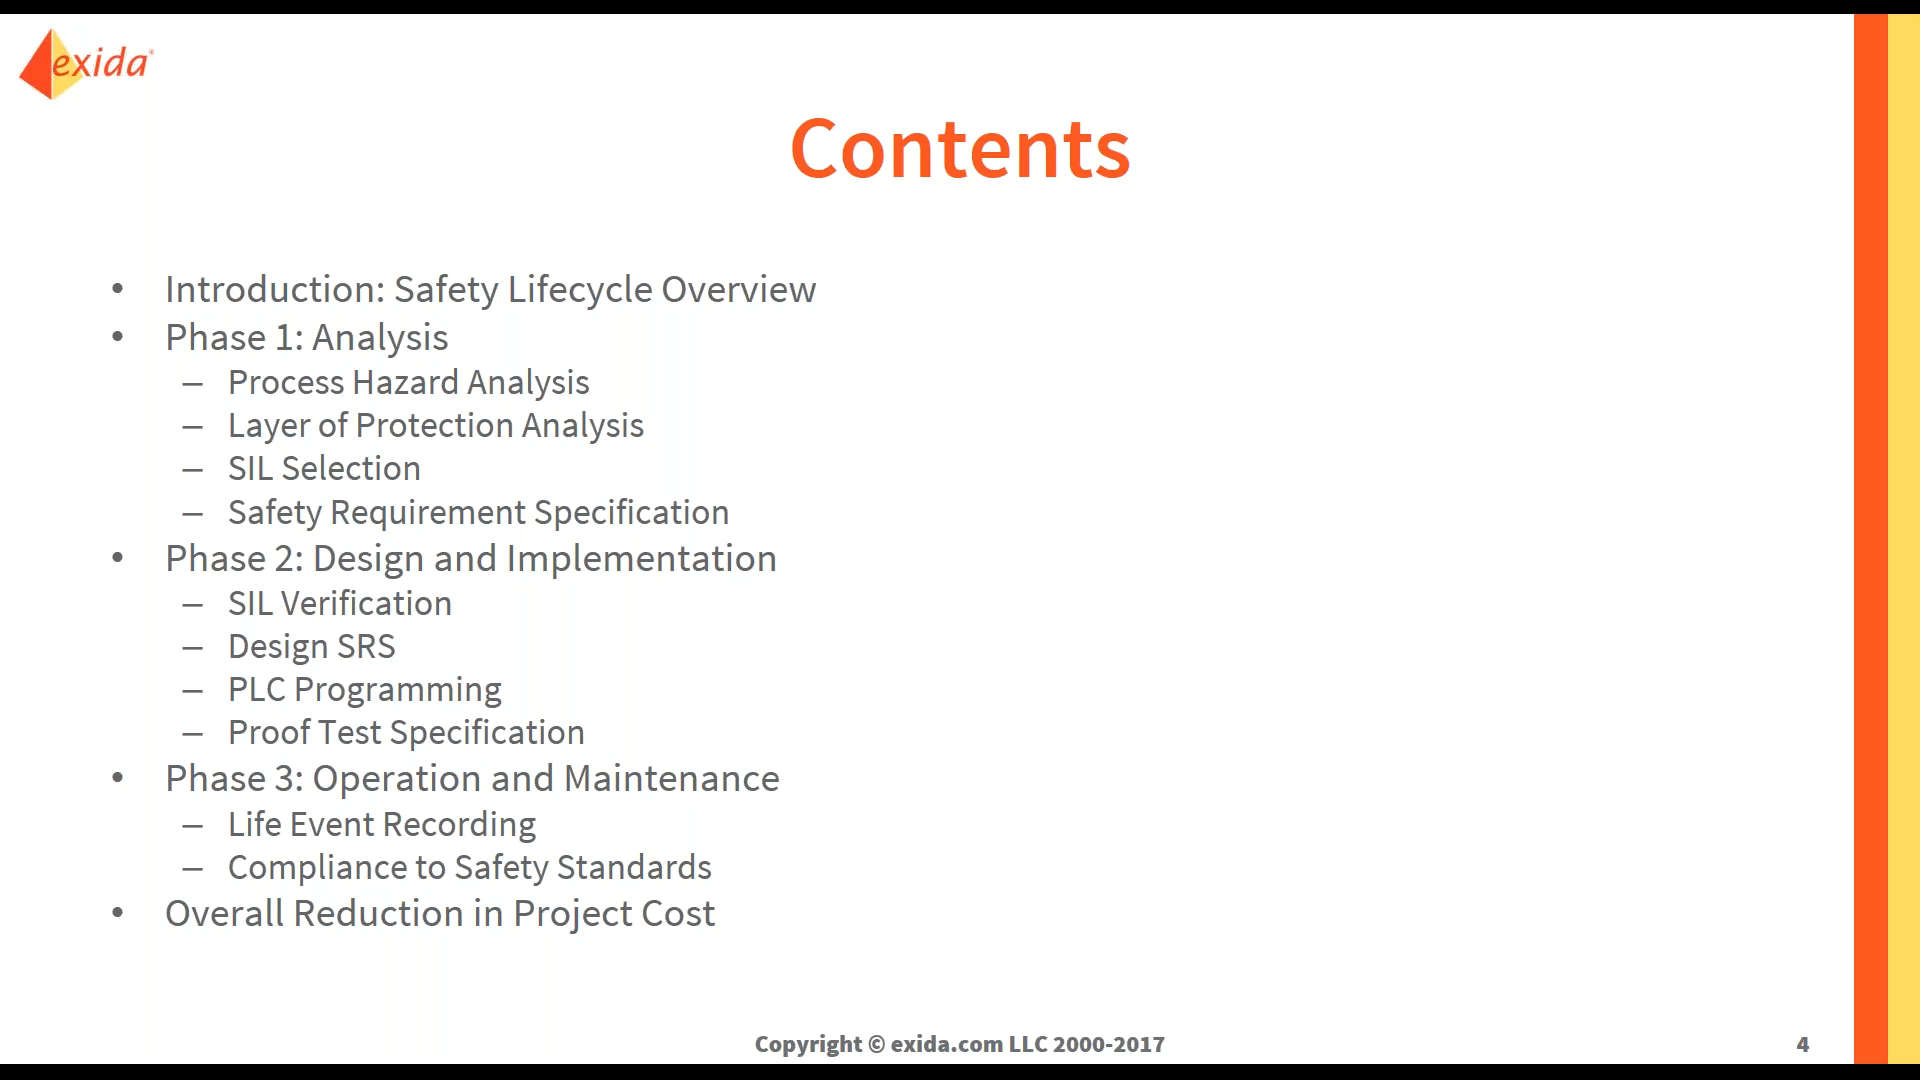 exida
Contents
• Introduction: Safety Lifecycle Overview
• Phase 1: Analysis
– Process Hazard Analysis
– Layer of Protection Analysis
– SIL Selection
– Safety Requirement Specification
• Phase 2: Design and Implementation
– SIL Verification
– Design SRS
– PLC Programming
– Proof Test Specification
• Phase 3: Operation and Maintenance
– Life Event Recording
– Compliance to Safety Standards
• Overall Reduction in Project Cost
Copyright © exida.com LLC 2000-2017
4